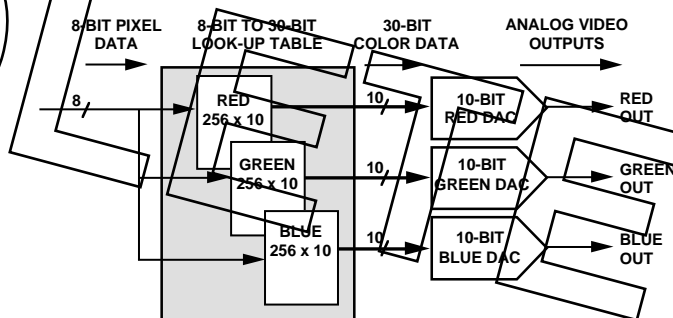 8-BIT PIXEL DATA
8-BIT TO 30-BIT LOOK-UP TABLE
30-BIT COLOR DATA
ANALOG VIDEO OUTPUTS
8
RED 256 x 10
10
10-BIT RED DAC
RED OUT
GREEN 256 x 10
10
10-BIT GREEN DAC
GREEN OUT
BLUE 256 x 10
10
10-BIT BLUE DAC
BLUE OUT